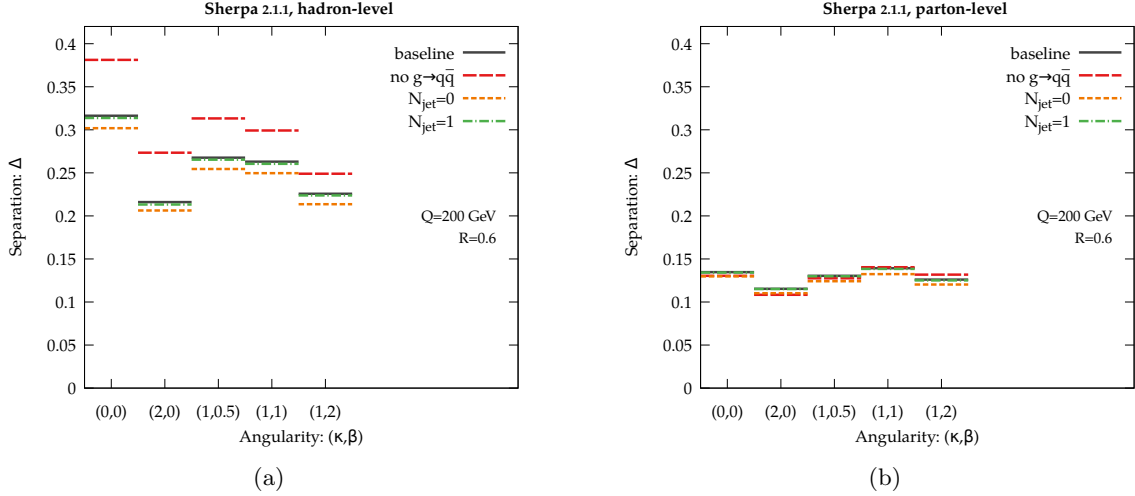 Sherpa 2.1.1, hadron-level
0.4
0.35
0.3
0.25
0.2
0.15
0.1
0.05
0
Separation: Δ
baseline
no g→qq̅
N_jet=0
N_jet=1
Q=200 GeV
R=0.6
(0,0) (2,0) (1,0.5) (1,1) (1,2)
Angularity: (κ,β)
(a)
Sherpa 2.1.1, parton-level
0.4
0.35
0.3
0.25
0.2
0.15
0.1
0.05
0
Separation: Δ
baseline
no g→qq̅
N_jet=0
N_jet=1
Q=200 GeV
R=0.6
(0,0) (2,0) (1,0.5) (1,1) (1,2)
Angularity: (κ,β)
(b)